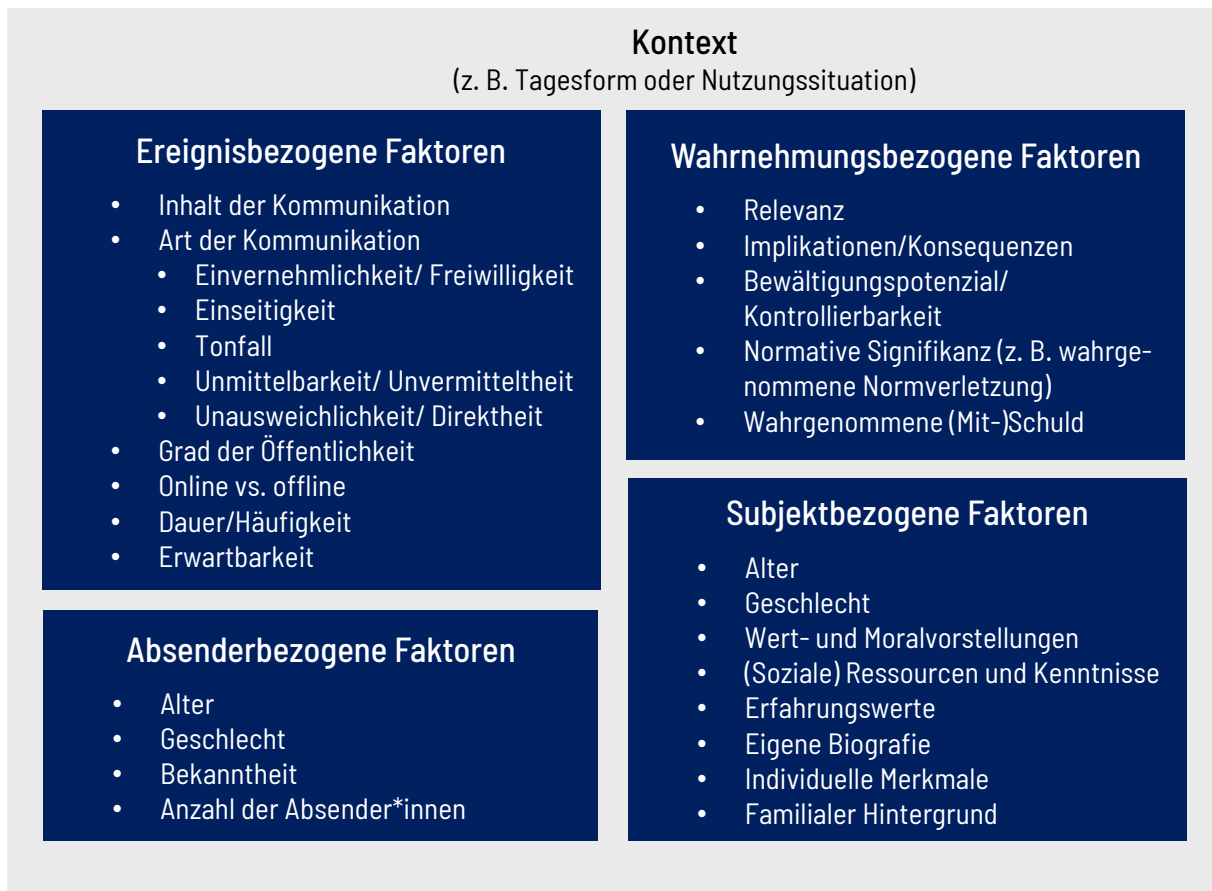 Kontext
(z. B. Tagesform oder Nutzungssituation)
Ereignisbezogene Faktoren
• Inhalt der Kommunikation
• Art der Kommunikation
• Einvernehmlichkeit/ Freiwilligkeit
• Einseitigkeit
• Tonfall
• Unmittelbarkeit/ Unvermitteltheit
• Unausweichlichkeit/ Direktheit
• Grad der Öffentlichkeit
• Online vs. offline
• Dauer/Häufigkeit
• Erwartbarkeit
Absenderbezogene Faktoren
• Alter
• Geschlecht
• Bekanntheit
• Anzahl der Absender*innen
Wahrnehmungsbezogene Faktoren
• Relevanz
• Implikationen/Konsequenzen
• Bewältigungspotenzial/
Kontrollierbarkeit
• Normative Signifikanz (z. B. wahrge-
nommene Normverletzung)
• Wahrgenommene (Mit-)Schuld
Subjektbezogene Faktoren
• Alter
• Geschlecht
• Wert- und Moralvorstellungen
• (Soziale) Ressourcen und Kenntnisse
• Erfahrungswerte
• Eigene Biografie
• Individuelle Merkmale
• Familialer Hintergrund